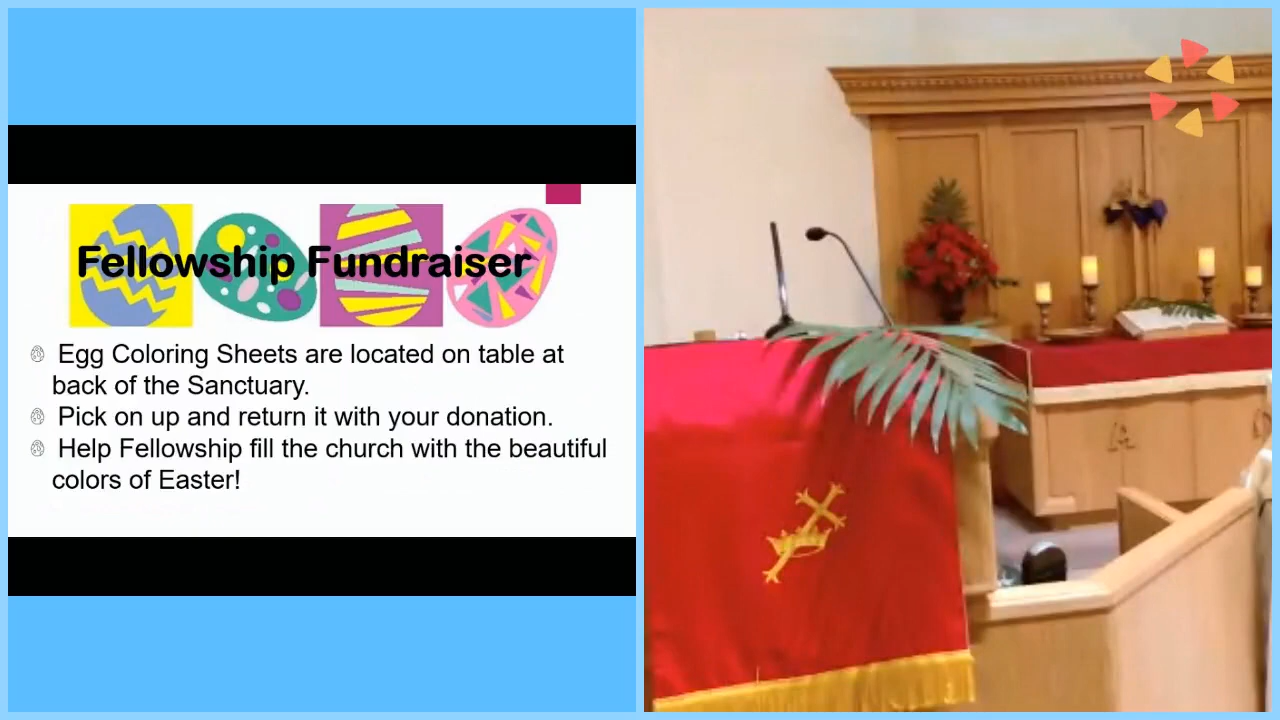 Fellowship Fundraiser
Egg Coloring Sheets are located on table at
back of the Sanctuary.
Pick on up and return it with your donation.
Help Fellowship fill the church with the beautiful
colors of Easter!